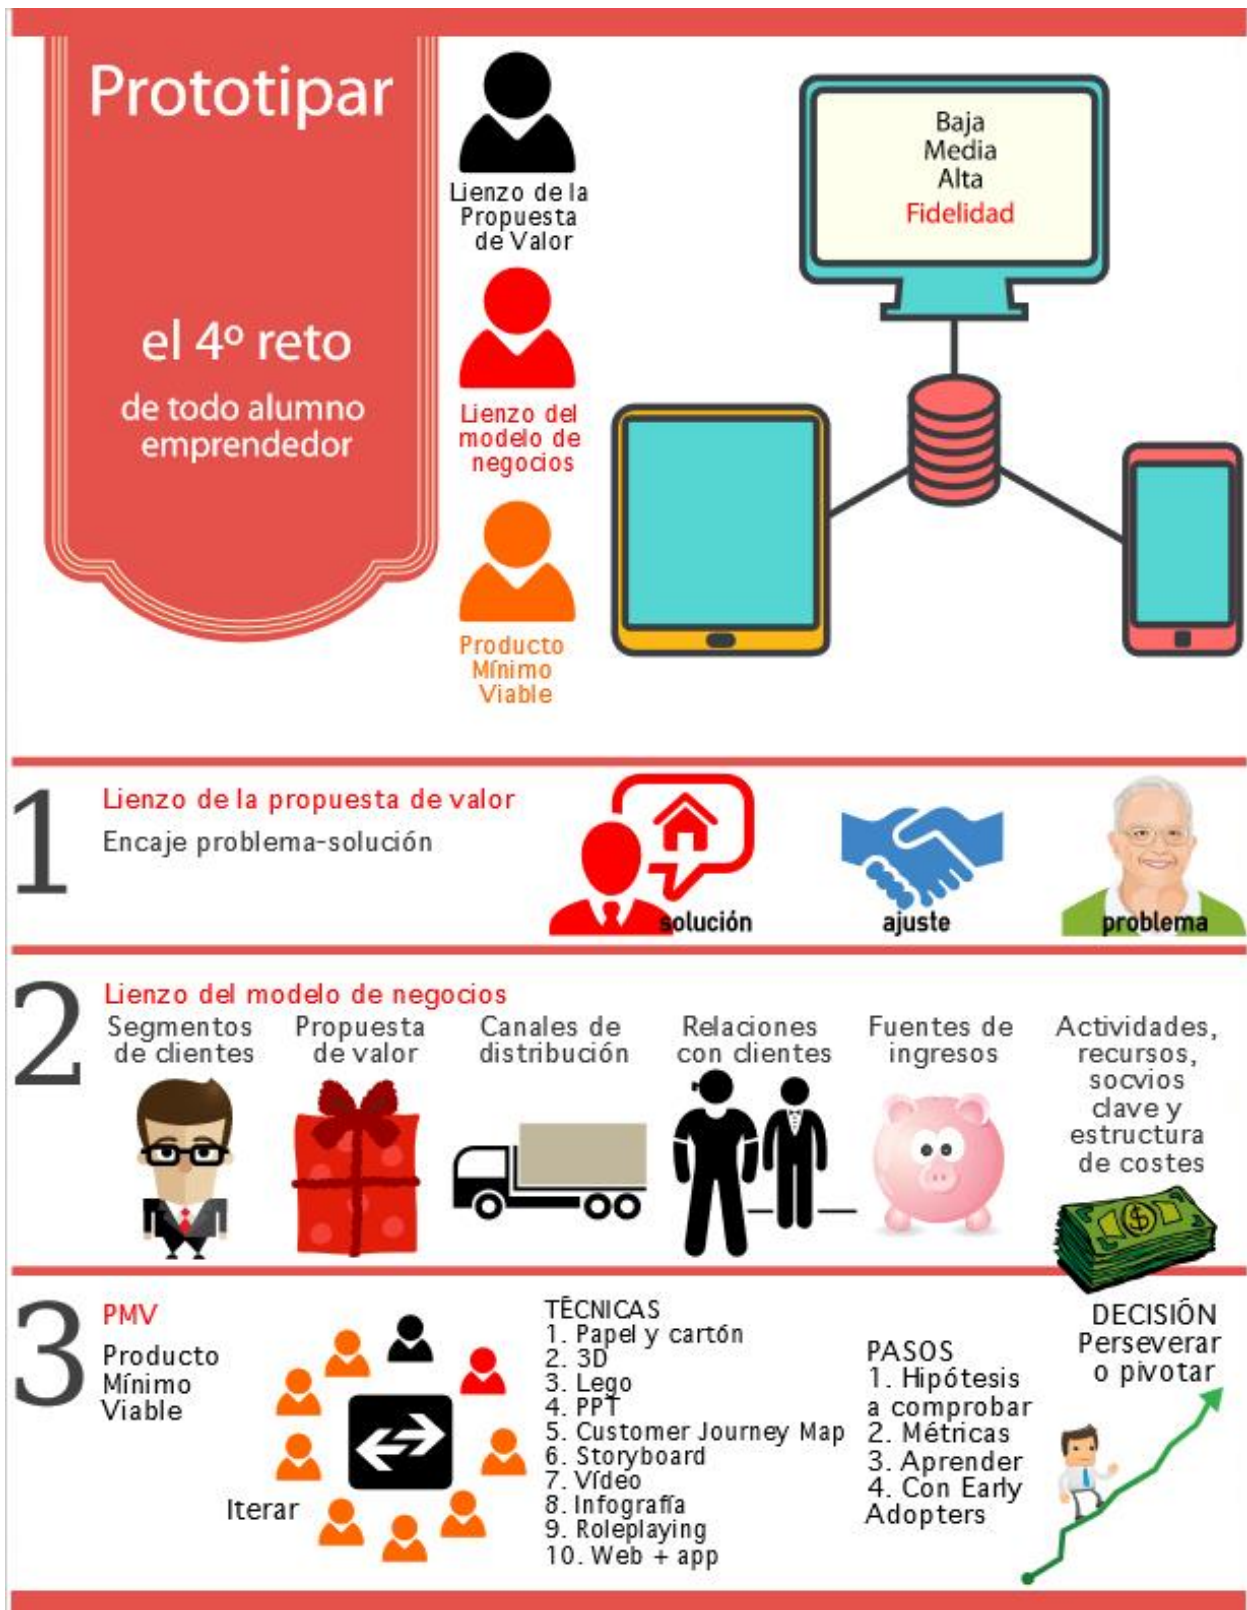 Prototipar
el 4º reto
de todo alumno
emprendedor
Lienzo de la
Propuesta
de Valor
Lienzo del
modelo de
negocios
Producto
Mínimo
Viable
Baja
Media
Alta
Fidelidad
1
Lienzo de la propuesta de valor
Encaje problema-solución
solución
ajuste
problema
2
Lienzo del modelo de negocios
Segmentos
de clientes
Propuesta
de valor
Canales de
distribución
Relaciones
con clientes
Fuentes de
ingresos
Actividades,
recursos,
socvios
clave y
estructura
de costes
3
PMV
Producto
Mínimo
Viable
Iterar
TÉCNICAS
1. Papel y cartón
2. 3D
3. Lego
4. PPT
5. Customer Journey Map
6. Storyboard
7. Vídeo
8. Infografía
9. Roleplaying
10. Web + app
PASOS
1. Hipótesis
a comprobar
2. Métricas
3. Aprender
4. Con Early
Adopters
DECISIÓN
Perseverar
o pivotar